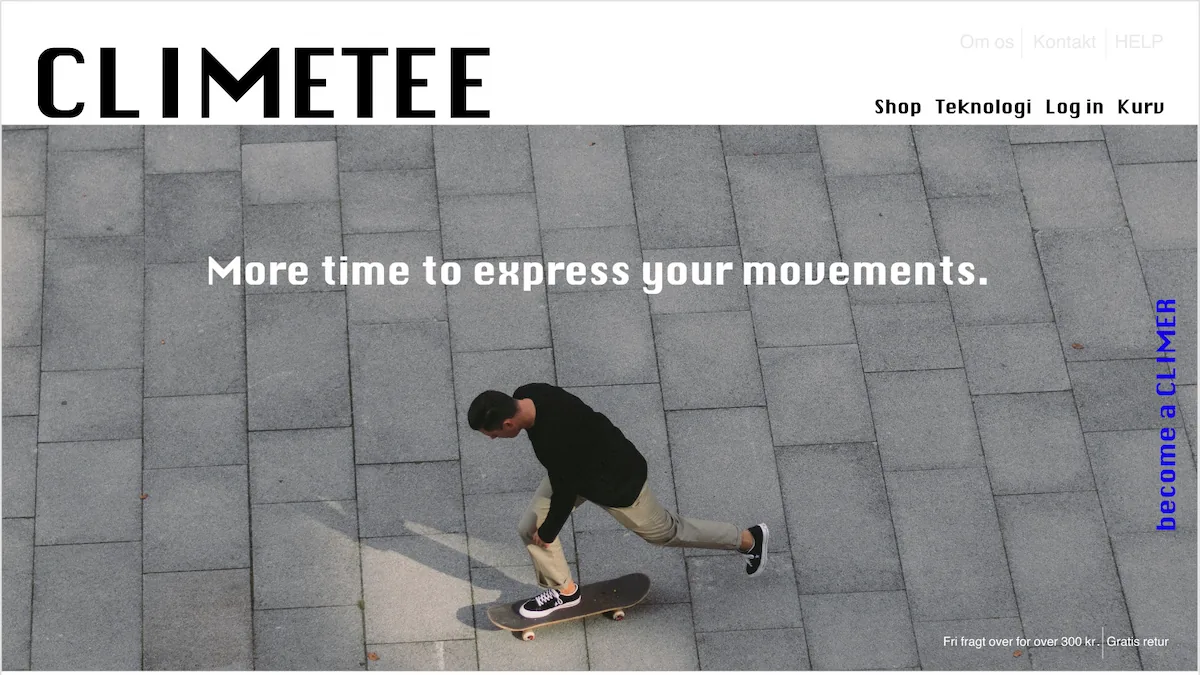 Om os Kontakt HELP
CLIMETEE
Shop Teknologi Log in Kurv
More time to express your movements.
become a CLIMER
Fri fragt over for over 300 kr. Gratis retur